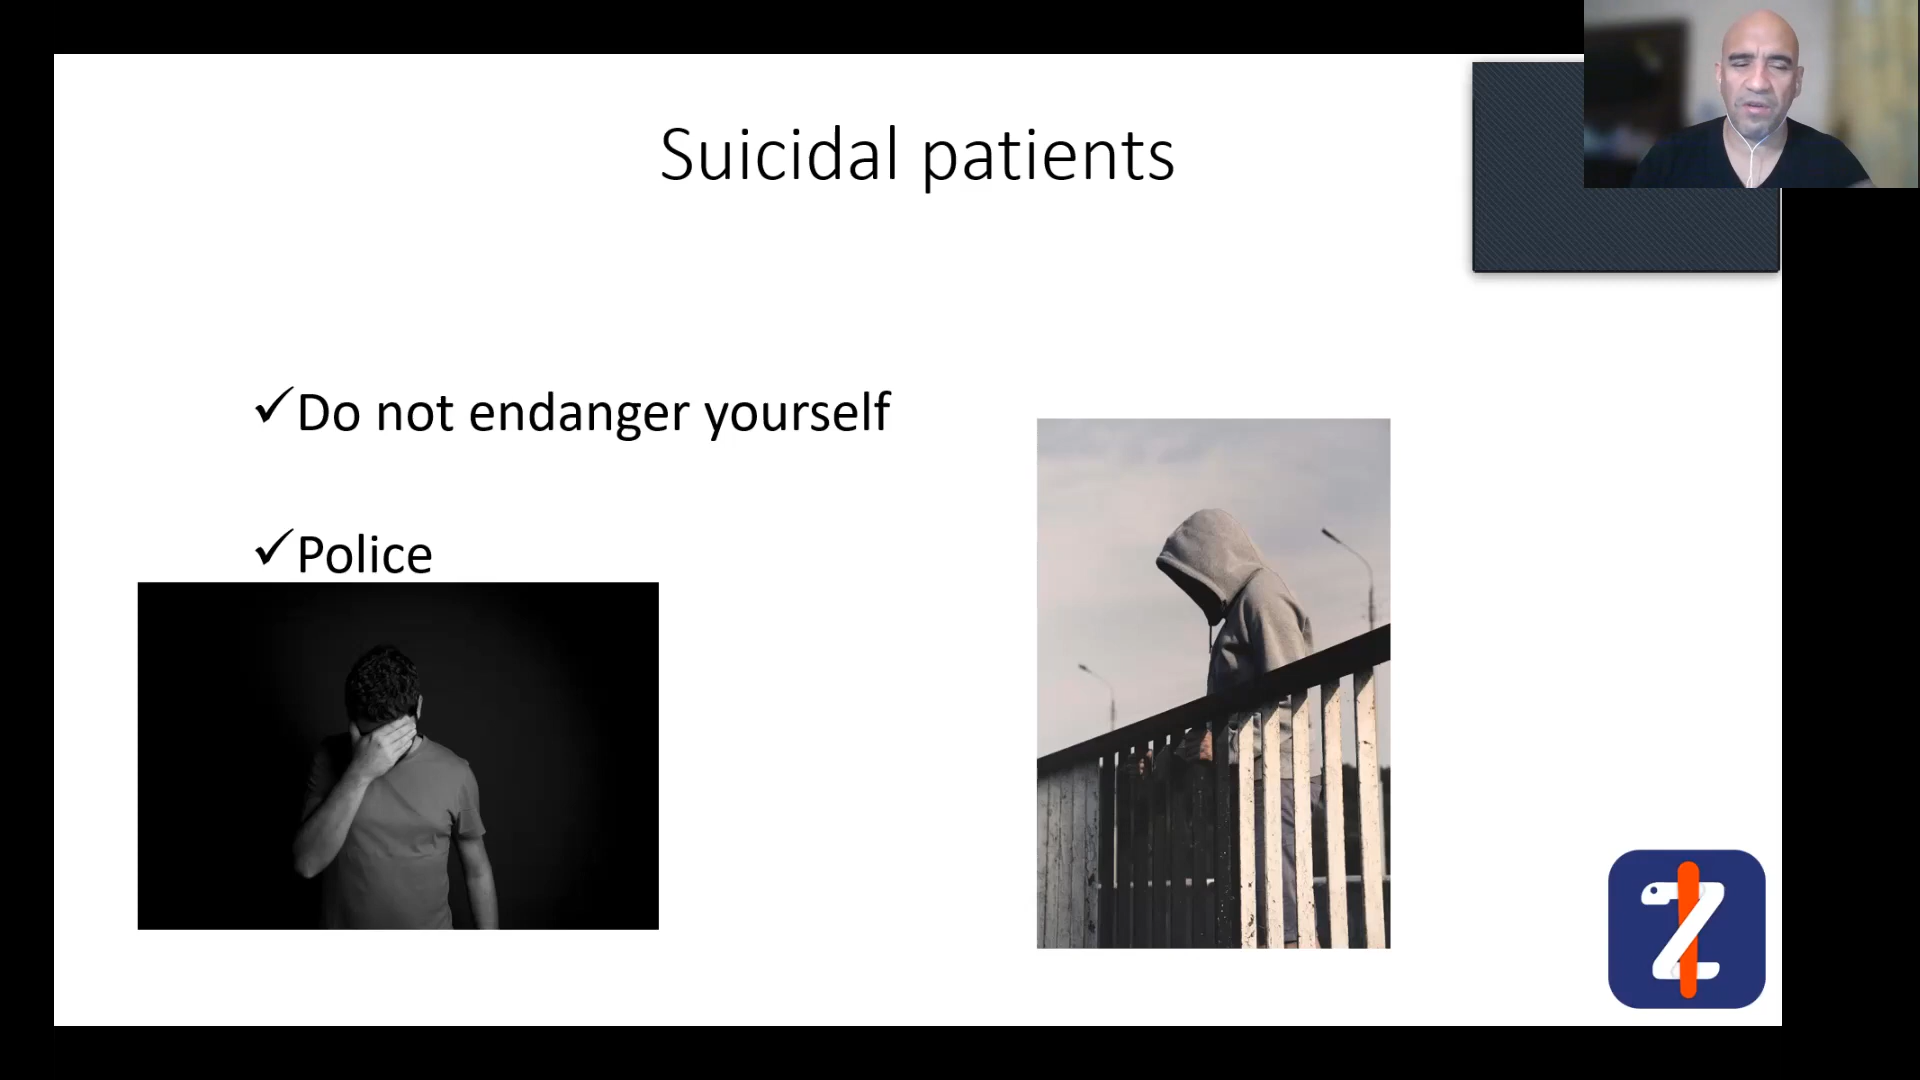 Suicidal patients
✓Do not endanger yourself
✓Police